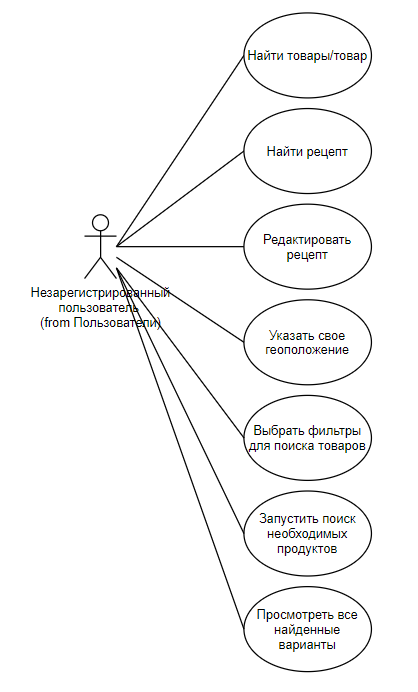 Найти товары/товар
Найти рецепт
Редактировать
рецепт
Незарегистрированный
пользователь
(from Пользователи)
Указать свое
геоположение
Выбрать фильтры
для поиска товаров
Запустить поиск
необходимых
продуктов
Просмотреть все
найденные
варианты